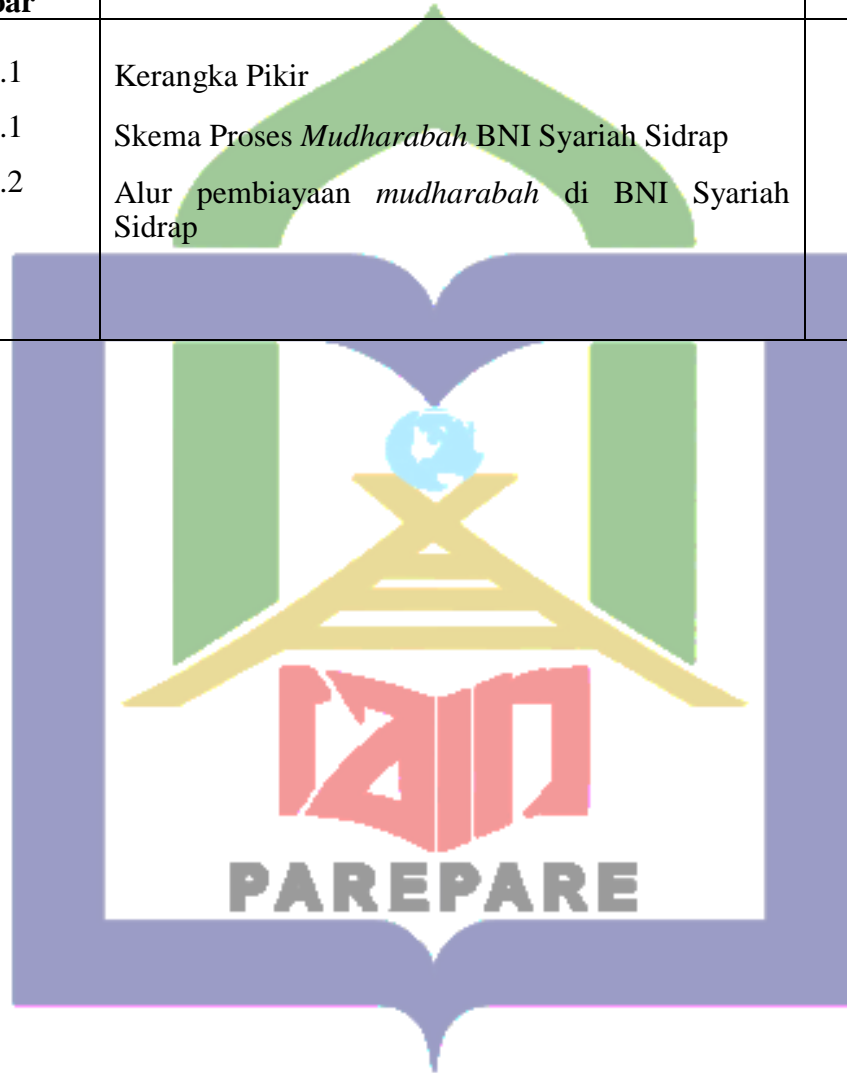 bar
.1 Kerangka Pikir
.1 Skema Proses Mudharabah BNI Syariah Sidrap
.2 Alur pembiayaan mudharabah di BNI Syariah
Sidrap
iain
PAREPARE